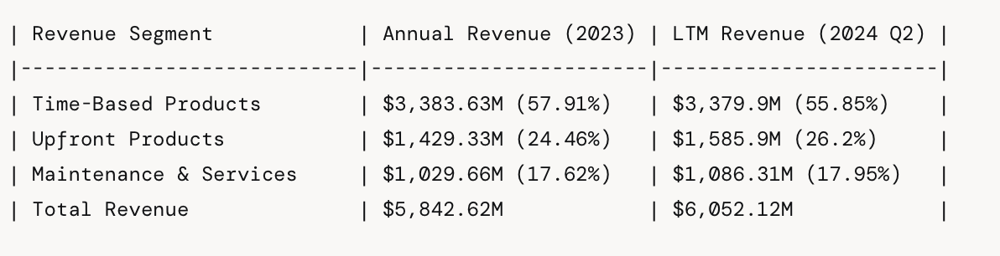 | Revenue Segment            | Annual Revenue (2023) | LTM Revenue (2024 Q2) |
|----------------------------|-----------------------|-----------------------|
| Time-Based Products        | $3,383.63M (57.91%)   | $3,379.9M (55.85%)    |
| Upfront Products           | $1,429.33M (24.46%)   | $1,585.9M (26.2%)     |
| Maintenance & Services     | $1,029.66M (17.62%)   | $1,086.31M (17.95%)   |
| Total Revenue              | $5,842.62M            | $6,052.12M            |